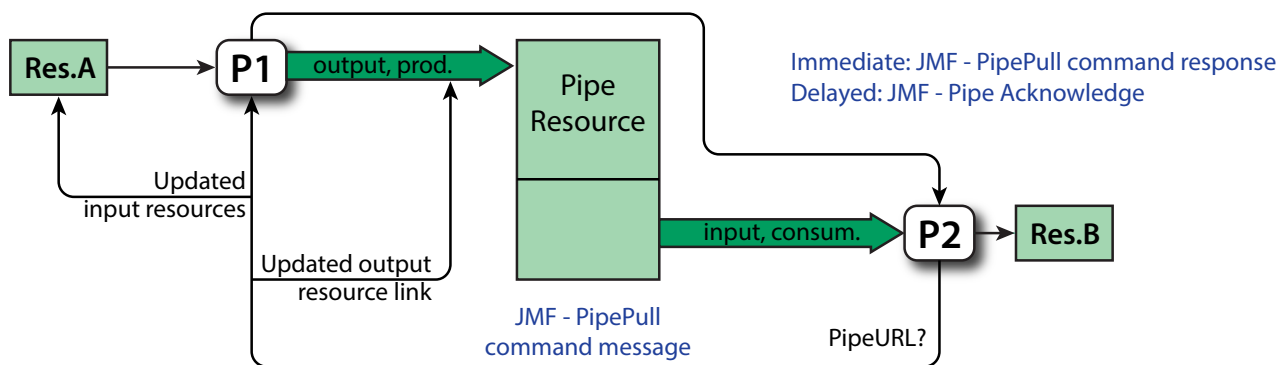 Res.A
P1
output, prod.
Pipe
Resource
Immediate: JMF - PipePull command response
Delayed: JMF - Pipe Acknowledge
Updated
input resources
input, consum.
P2
Res.B
Updated output
resource link
JMF - PipePull
command message
PipeURL?